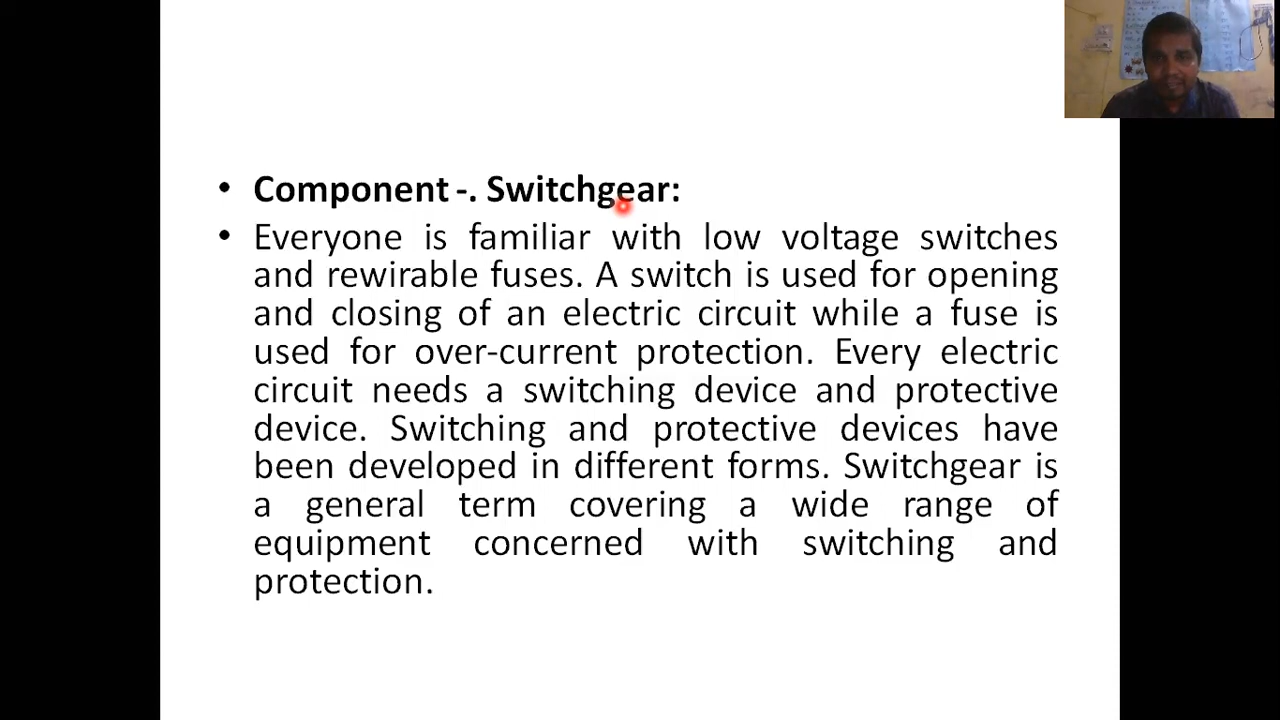 • Component -. Switchgear:
• Everyone is familiar with low voltage switches
and rewirable fuses. A switch is used for opening
and closing of an electric circuit while a fuse is
used for over-current protection. Every electric
circuit needs a switching device and protective
device. Switching and protective devices have
been developed in different forms. Switchgear is
a general term covering a wide range of
equipment concerned with switching and
protection.